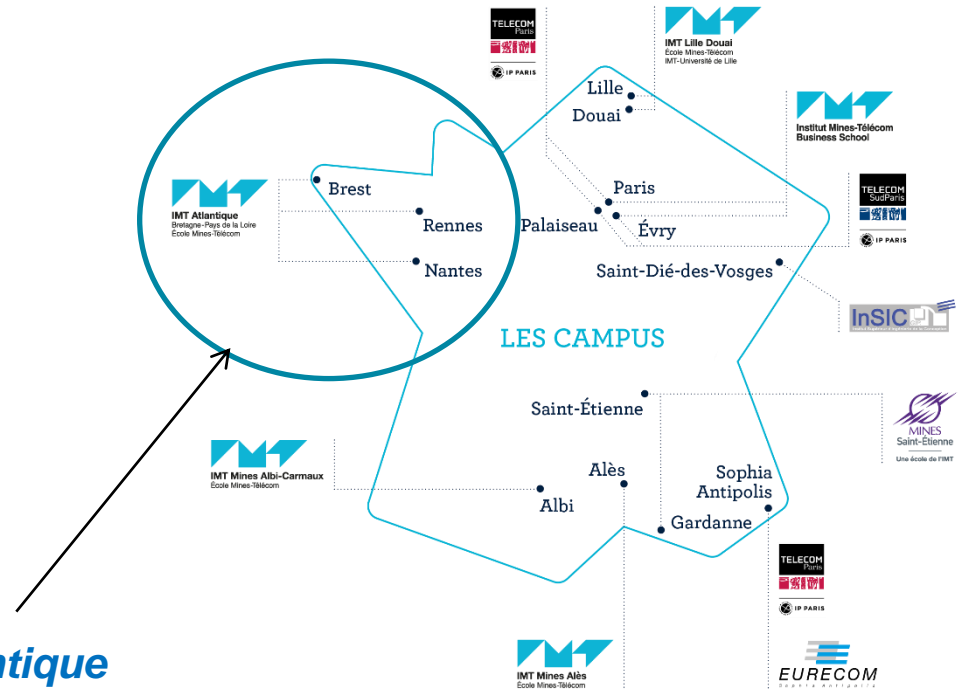 TELECOM
Paris
IP PARIS
IMT Lille Douai
École Mines-Télécom
IMT-Université de Lille
Lille
Douai
Institut Mines-Télécom
Business School
Brest
IMT Atlantique
Bretagne-Pays de la Loire
École Mines-Télécom
Rennes
Nantes
Paris
Palaiseau
Évry
TELECOM
SudParis
IP PARIS
Saint-Dié-des-Vosges
InSIC
LES CAMPUS
Saint-Étienne
MINES
Saint-Étienne
Une école de l'IMT
IMT Mines Albi-Carmaux
École Mines-Télécom
Albi
Alès
Sophia
Antipolis
Gardanne
TELECOM
Paris
IP PARIS
ntique
IMT Mines Alès
École Mines-Télécom
EURECOM
Sophia Antipolis